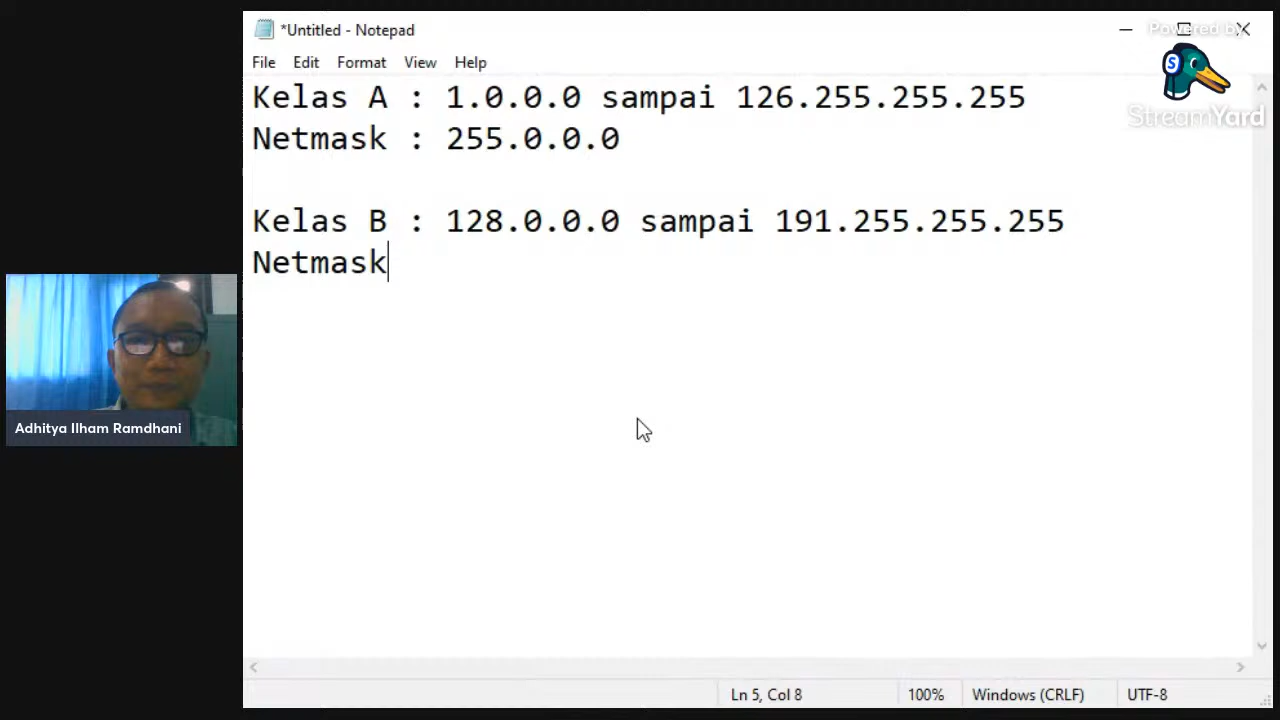 *Untitled - Notepad
Powered by
File Edit Format View Help
StreamYard
Kelas A : 1.0.0.0 sampai 126.255.255.255
Netmask : 255.0.0.0
Kelas B : 128.0.0.0 sampai 191.255.255.255
Netmask
Adhitya Ilham Ramdhani
Ln 5, Col 8 100% Windows (CRLF) UTF-8